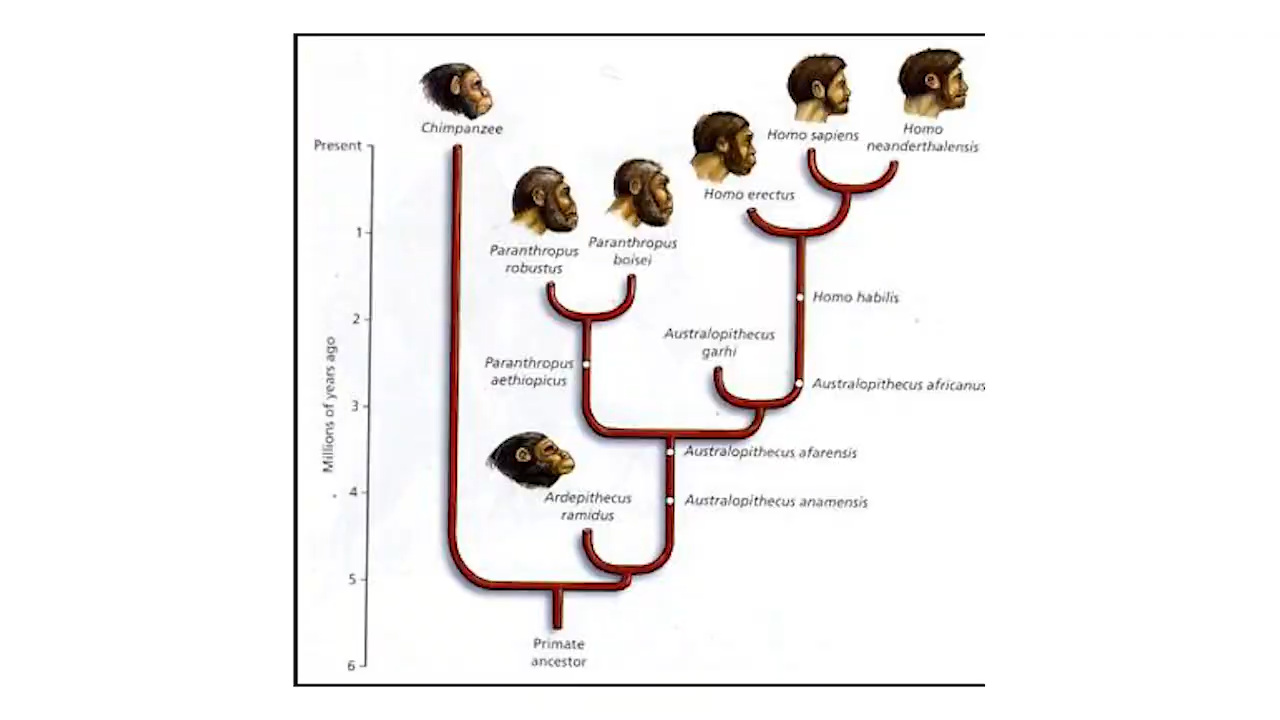 Chimpanzee
Homo sapiens
Homo
neanderthalensis
Present
Homo erectus
1
Paranthropus
robustus
Paranthropus
boisei
Homo habilis
2
Australopithecus
garhi
Paranthropus
aethiopicus
Australopithecus africanus
Millions of years ago
3
Australopithecus afarensis
4
Ardepithecus
ramidus
Australopithecus anamensis
5
Primate
ancestor
6